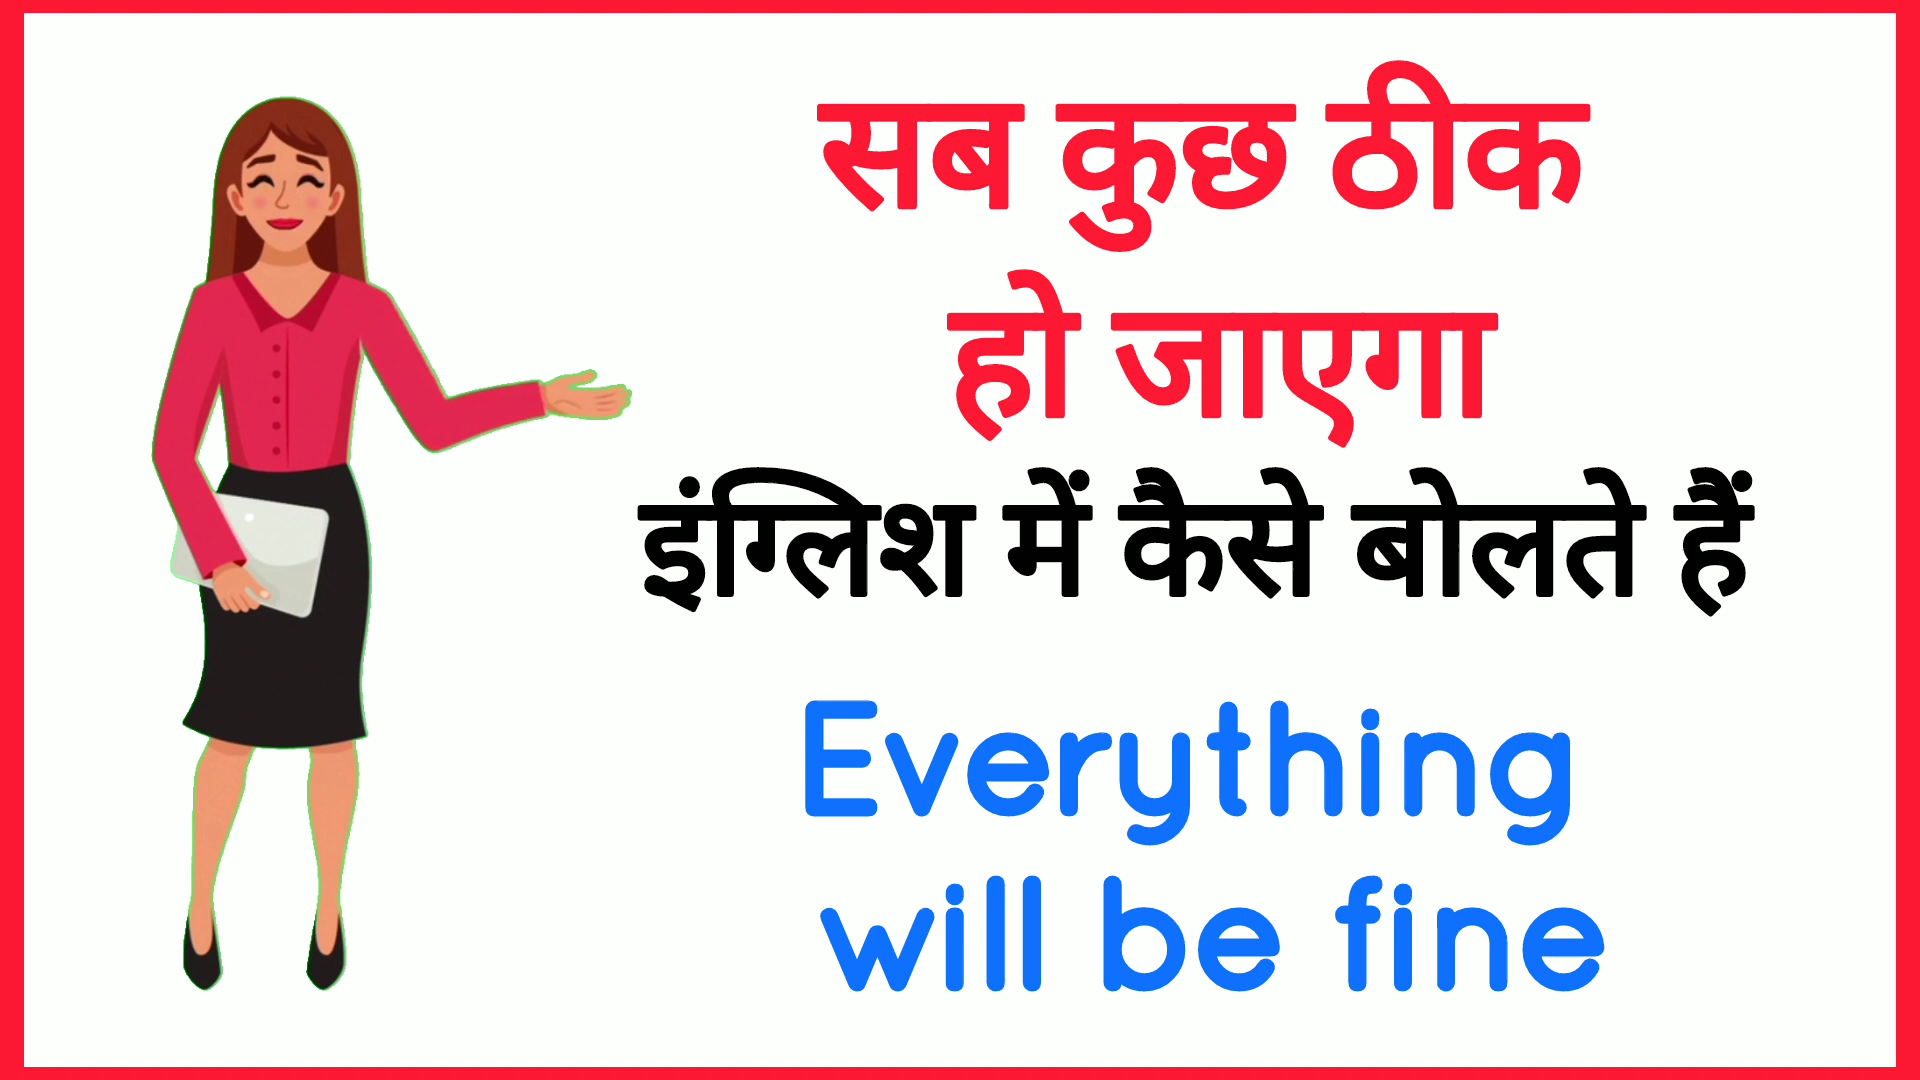 सब कुछ ठीक
हो जाएगा
इंग्लिश में कैसे बोलते हैं
Everything
will be fine